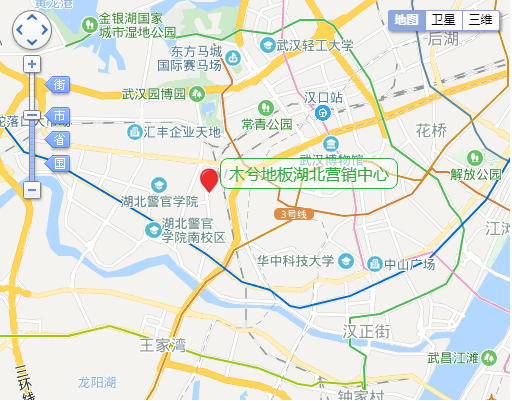 黄龙港
金银湖国家
城市湿地公园
地图
卫星
三维
后湖
东方马城
国际赛马场
武汉轻工大学
武汉园博园
汉口站
街
市
省
国
汇丰企业天地
常青公园
花桥
武汉博物馆
解放公园
木兮地板湖北营销中心
湖北警官学院
湖北警官
学院南校区
3号线
江滩
华中科技大学
中山广场
汉正街
王家湾
武昌江滩
三环线
龙阳湖
钟家村